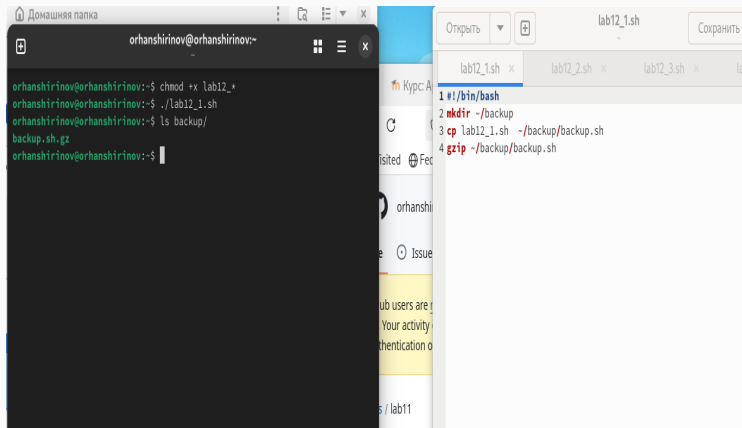 Домашняя папка
orhanshirinov@orhanshirinov:~
orhanshirinov@orhanshirinov:~$ chmod +x lab12_*
orhanshirinov@orhanshirinov:~$ ./lab12_1.sh
orhanshirinov@orhanshirinov:~$ ls backup/
backup.sh.gz
orhanshirinov@orhanshirinov:~$
Курс:
Issue
ub users are
Your activity
thentication
/ lab11
Открыть
lab12_1.sh
Сохранить
lab12_1.sh
lab12_2.sh
lab12_3.sh
1 #!/bin/bash
2 mkdir ~/backup
3 cp lab12_1.sh  ~/backup/backup.sh
4 gzip ~/backup/backup.sh